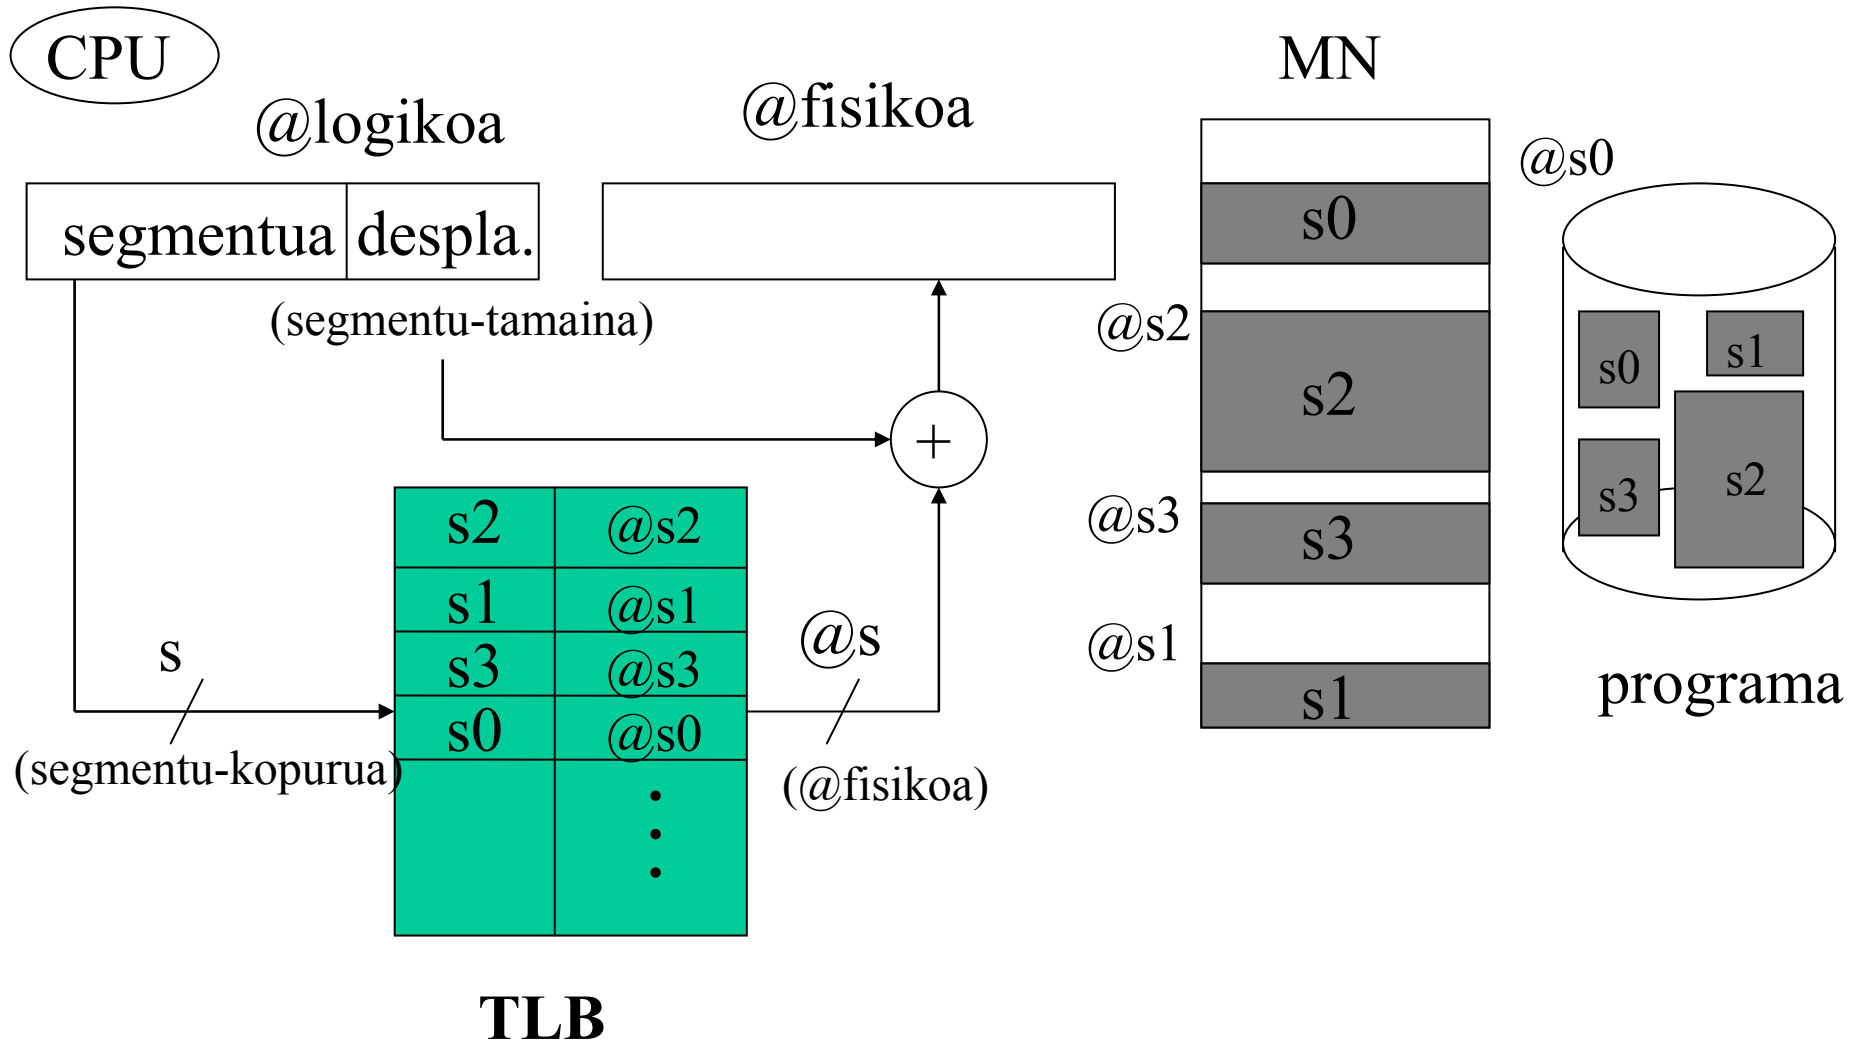 CPU
MN
@logikoa
@fisikoa
@s0
segmentua despla.
(segmentu-tamaina)
+
s
(segmentu-kopurua)
s2 @s2
s1 @s1
s3 @s3
s0 @s0
TLB
@s
(@fisikoa)
s0
@s2
s2
@s3
s3
@s1
s1
s0
s1
s3
s2
programa